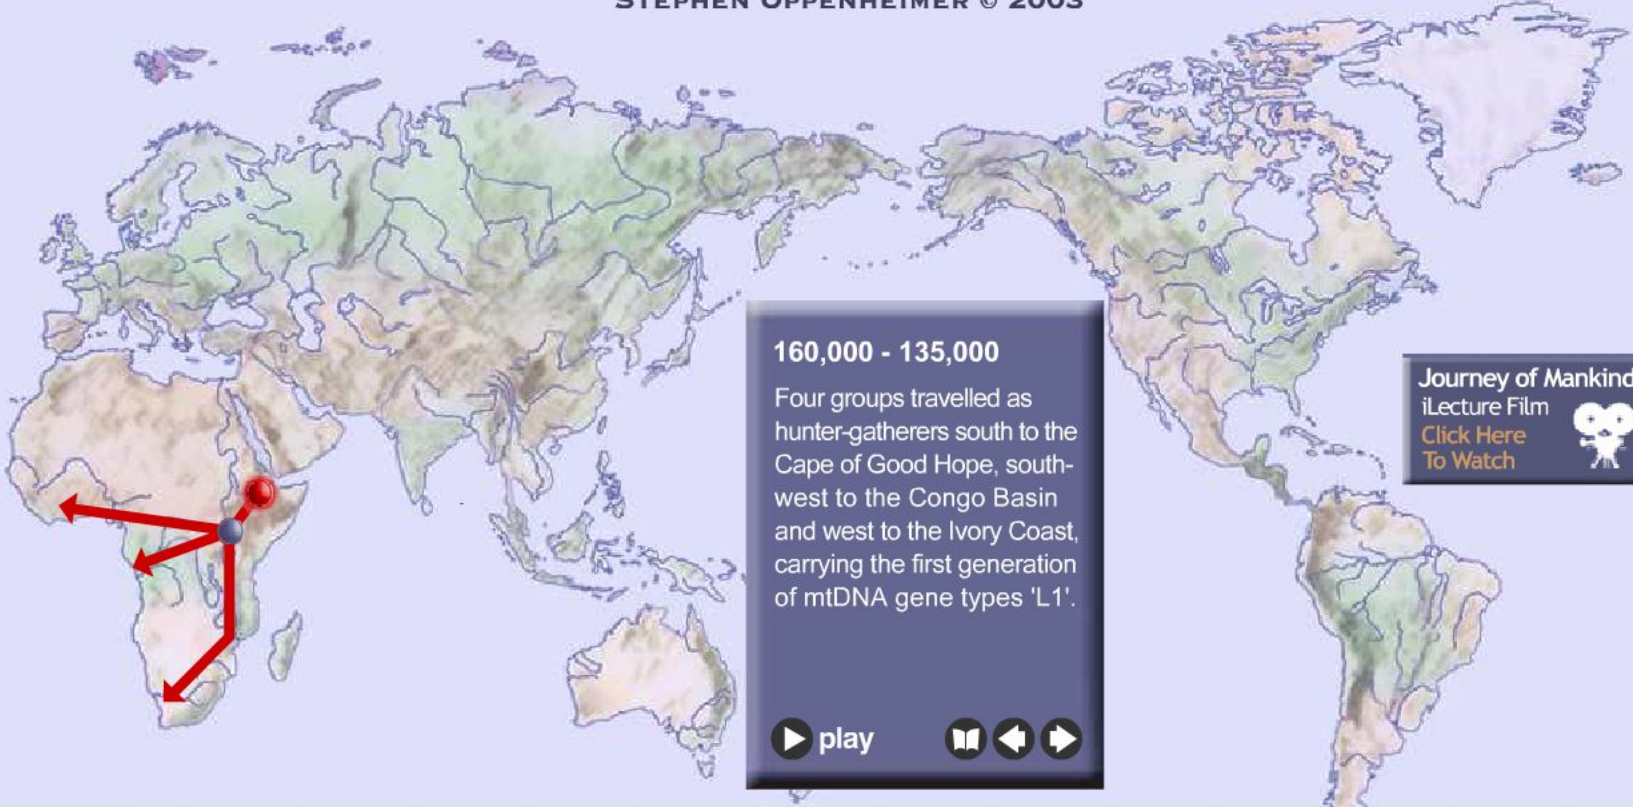 STEPHEN OPPENHEIMER © 2003
160,000 - 135,000
Four groups travelled as
hunter-gatherers south to the
Cape of Good Hope, south-
west to the Congo Basin
and west to the Ivory Coast,
carrying the first generation
of mtDNA gene types 'L1'.
play
Journey of Mankind
iLecture Film
Click Here
To Watch